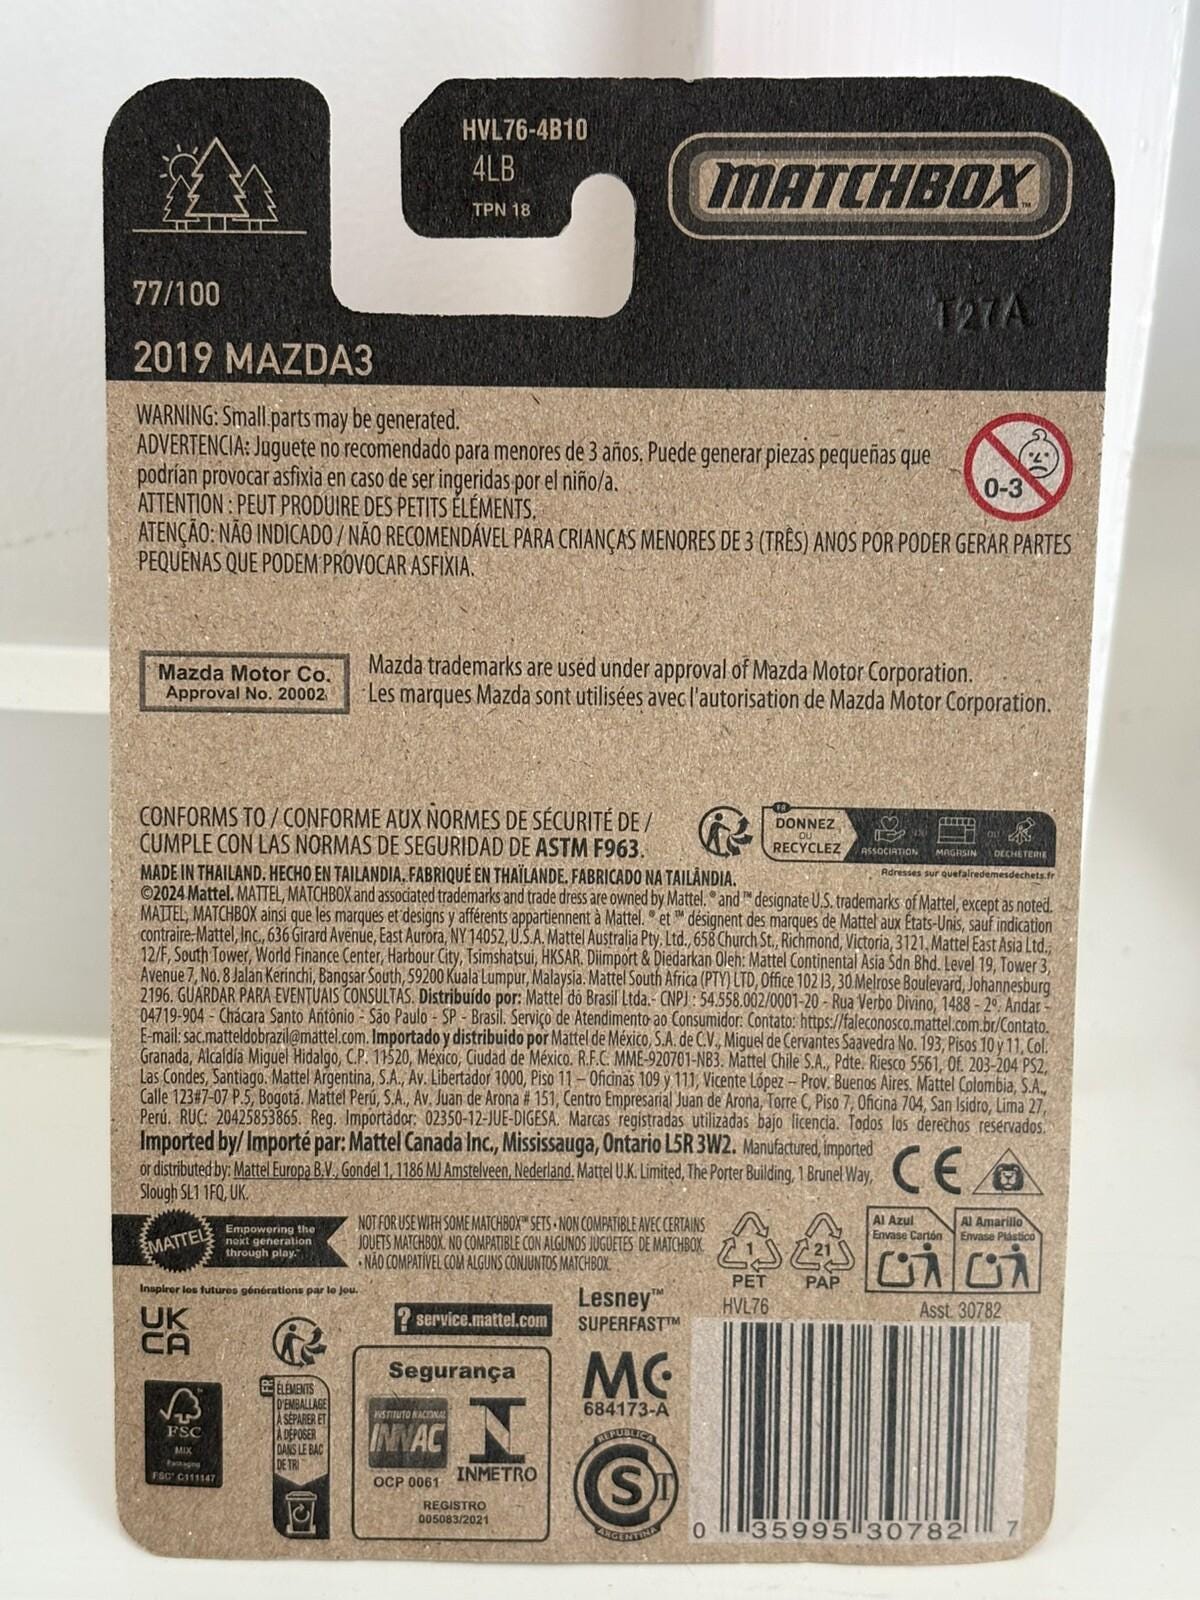 HVL76-4B10
4LB
TPN 18
MATCHBOX™
77/100
T27A
2019 MAZDA3
WARNING: Small parts may be generated.
ADVERTENCIA: Juguete no recomendado para menores de 3 años. Puede generar piezas pequeñas que
podrían provocar asfixia en caso de ser ingeridas por el niño/a.
ATTENTION : PEUT PRODUIRE DES PETITS ÉLÉMENTS.
ATENÇÃO: NÃO INDICADO / NÃO RECOMENDÁVEL PARA CRIANÇAS MENORES DE 3 (TRÊS) ANOS POR PODER GERAR PARTES
PEQUENAS QUE PODEM PROVOCAR ASFIXIA.
0-3
Mazda Motor Co.
Approval No. 20002
Mazda trademarks are used under approval of Mazda Motor Corporation.
Les marques Mazda sont utilisées avec l'autorisation de Mazda Motor Corporation.
CONFORMS TO / CONFORME AUX NORMES DE SÉCURITÉ DE /
CUMPLE CON LAS NORMAS DE SEGURIDAD DE ASTM F963.
FR
DONNEZ
OU
RECYCLEZ
ASSOCIATION
OU
MAGASIN
OU
DÉCHÈTERIE
Adresses sur quefairedemesdechets.fr
MADE IN THAILAND. HECHO EN TAILANDIA. FABRIQUÉ EN THAÏLANDE. FABRICADO NA TAILÂNDIA.
©2024 Mattel. MATTEL, MATCHBOX and associated trademarks and trade dress are owned by Mattel. ® and ™ designate U.S. trademarks of Mattel, except as noted.
MATTEL, MATCHBOX ainsi que les marques et designs y afférents appartiennent à Mattel. ® et ™ désignent des marques de Mattel aux États-Unis, sauf indication
contraire. Mattel, Inc., 636 Girard Avenue, East Aurora, NY 14052, U.S.A. Mattel Australia Pty. Ltd., 658 Church St., Richmond, Victoria, 3121. Mattel East Asia Ltd.,
12/F, South Tower, World Finance Center, Harbour City, Tsimshatsui, HKSAR. Diimport & Diedarkan Oleh: Mattel Continental Asia Sdn Bhd. Level 19, Tower 3,
Avenue 7, No. 8 Jalan Kerinchi, Bangsar South, 59200 Kuala Lumpur, Malaysia. Mattel South Africa (PTY) LTD, Office 102 I3, 30 Melrose Boulevard, Johannesburg
2196. GUARDAR PARA EVENTUAIS CONSULTAS. Distribuído por: Mattel do Brasil Ltda.- CNPJ : 54.558.002/0001-20 - Rua Verbo Divino, 1488 - 2º. Andar -
04719-904 - Chácara Santo Antônio - São Paulo - SP - Brasil. Serviço de Atendimento ao Consumidor: Contato: https://faleconosco.mattel.com.br/Contato.
E-mail: sac.matteldobrazil@mattel.com. Importado y distribuido por Mattel de México, S.A. de C.V., Miguel de Cervantes Saavedra No. 193, Pisos 10 y 11, Col.
Granada, Alcaldía Miguel Hidalgo, C.P. 11520, México, Ciudad de México. R.F.C. MME-920701-NB3. Mattel Chile S.A., Pdte. Riesco 5561, Of. 203-204 PS2,
Las Condes, Santiago. Mattel Argentina, S.A., Av. Libertador 1000, Piso 11 – Oficinas 109 y 111, Vicente López – Prov. Buenos Aires. Mattel Colombia, S.A.,
Calle 123#7-07 P.5, Bogotá. Mattel Perú, S.A., Av. Juan de Arona # 151, Centro Empresarial Juan de Arona, Torre C, Piso 7, Oficina 704, San Isidro, Lima 27,
Perú. RUC: 20425853865. Reg. Importador: 02350-12-JUE-DIGESA. Marcas registradas utilizadas bajo licencia. Todos los derechos reservados.
Imported by/ Importé par: Mattel Canada Inc., Mississauga, Ontario L5R 3W2. Manufactured, imported
or distributed by: Mattel Europa B.V., Gondel 1, 1186 MJ Amstelveen, Nederland. Mattel U.K. Limited, The Porter Building, 1 Brunel Way,
Slough SL1 1FQ, UK.
CE
MATTEL
Empowering the
next generation
through play.™
Inspirer les futures générations par le jeu.
NOT FOR USE WITH SOME MATCHBOX™ SETS • NON COMPATIBLE AVEC CERTAINS
JOUETS MATCHBOX. NO COMPATIBLE CON ALGUNOS JUGUETES DE MATCHBOX.
• NÃO COMPATÍVEL COM ALGUNS CONJUNTOS MATCHBOX.
1
PET
21
PAP
Al Azul
Envase Cartón
Al Amarillo
Envase Plástico
UK
CA
? service.mattel.com
Lesney™
SUPERFAST™
HVL76
Asst. 30782
FSC
MIX
Packaging
FSC® C111147
FR
ÉLÉMENTS
D'EMBALLAGE
À SÉPARER ET
À DÉPOSER
DANS LE BAC
DE TRI
Segurança
INSTITUTO NACIONAL
INNAC
OCP 0061
INMETRO
REGISTRO
005083/2021
MC
684173-A
REPUBLICA
S
ARGENTINA
0 35995 30782 7